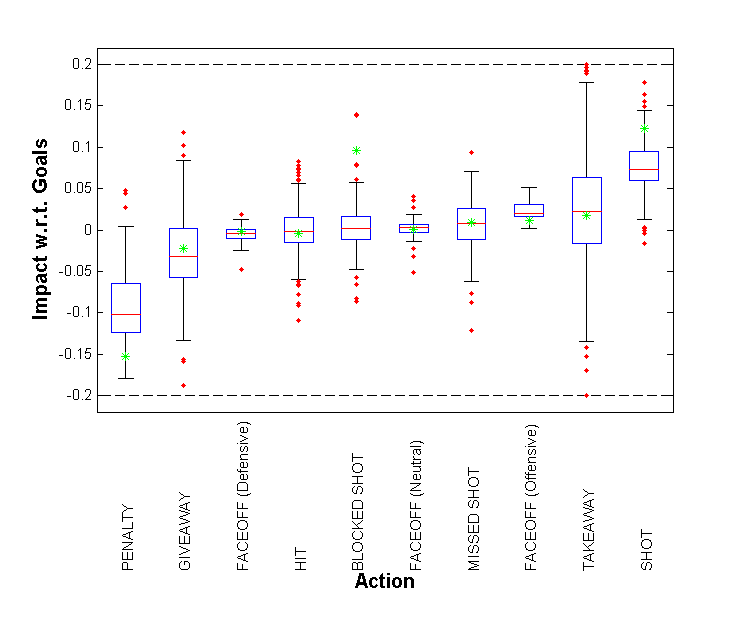 Impact w.r.t. Goals
0.2
0.15
0.1
0.05
0
-0.05
-0.1
-0.15
-0.2
PENALTY
GIVEAWAY
FACEOFF (Defensive)
HIT
BLOCKED SHOT
FACEOFF (Neutral)
MISSED SHOT
FACEOFF (Offensive)
TAKEAWAY
SHOT
Action